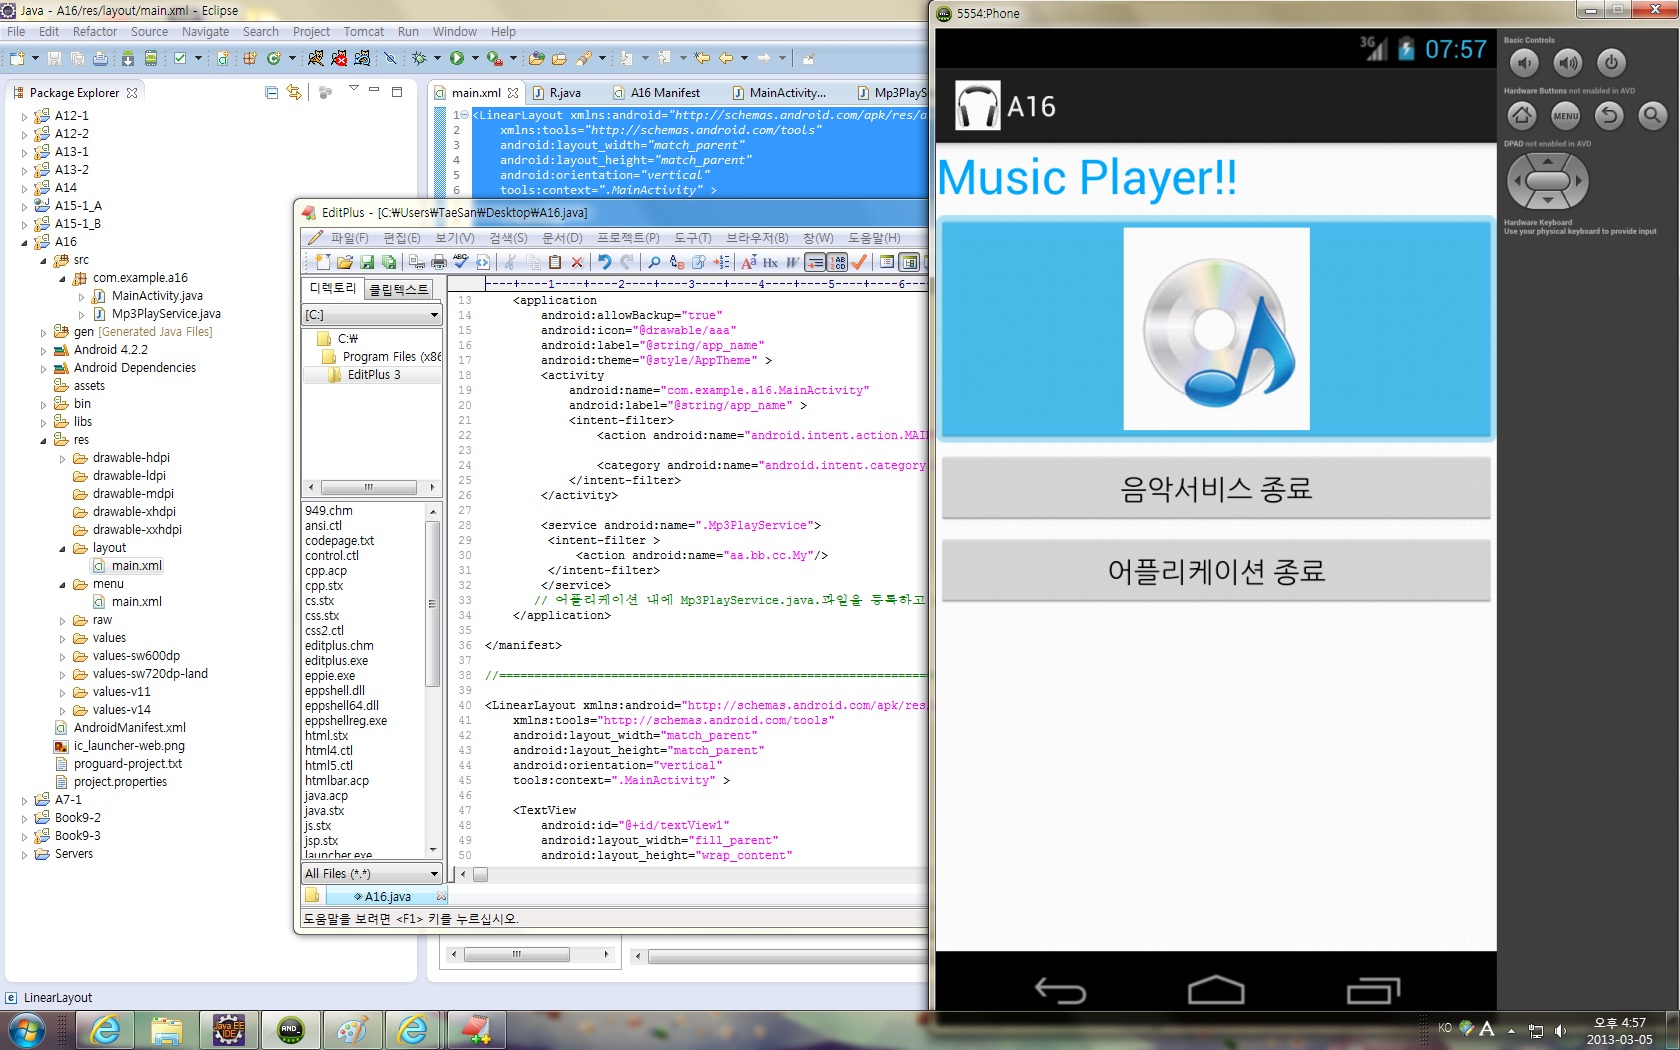 Java - A16/res/layout/main.xml - Eclipse
File Edit Refactor Source Navigate Search Project Tomcat Run Window Help
Package Explorer
A12-1
A12-2
A13-1
A13-2
A14
A15-1_A
A15-1_B
A16
src
com.example.a16
MainActivity.java
Mp3PlayService.java
gen [Generated Java Files]
Android 4.2.2
Android Dependencies
assets
bin
libs
res
drawable-hdpi
drawable-ldpi
drawable-mdpi
drawable-xhdpi
drawable-xxhdpi
layout
main.xml
menu
main.xml
raw
values
values-sw600dp
values-sw720dp-land
values-v11
values-v14
AndroidManifest.xml
ic_launcher-web.png
proguard-project.txt
project.properties
A7-1
Book9-2
Book9-3
Servers
LinearLayout
main.xml R.java A16 Manifest MainActivity... Mp3PlayS
1 <LinearLayout xmlns:android="http://schemas.android.com/apk/res/a
2 xmlns:tools="http://schemas.android.com/tools"
3 android:layout_width="match_parent"
4 android:layout_height="match_parent"
5 android:orientation="vertical"
6 tools:context=".MainActivity" >
EditPlus - [C:₩Users₩TaeSan₩Desktop₩A16.java]
파일(F) 편집(E) 보기(V) 검색(S) 문서(D) 프로젝트(P) 도구(T) 브라우저(B) 창(W) 도움말(H)
디렉토리 클립텍스트
[C:]
C:₩
Program Files (x86
EditPlus 3
949.chm
ansi.ctl
codepage.txt
control.ctl
cpp.acp
cpp.stx
cs.stx
css.stx
css2.ctl
editplus.chm
editplus.exe
eppie.exe
eppshell.dll
eppshell64.dll
eppshellreg.exe
html.stx
html4.ctl
html5.ctl
htmlbar.acp
java.acp
java.stx
js.stx
jsp.stx
launcher.exe
All Files (*.*)
A16.java
도움말을 보려면 <F1> 키를 누르십시오.
----+----1----+----2----+----3----+----4----+----5----+----6
13 <application
14 android:allowBackup="true"
15 android:icon="@drawable/aaa"
16 android:label="@string/app_name"
17 android:theme="@style/AppTheme" >
18 <activity
19 android:name="com.example.a16.MainActivity"
20 android:label="@string/app_name" >
21 <intent-filter>
22 <action android:name="android.intent.action.MAI
23
24 <category android:name="android.intent.category
25 </intent-filter>
26 </activity>
27
28 <service android:name=".Mp3PlayService">
29 <intent-filter >
30 <action android:name="aa.bb.cc.My"/>
31 </intent-filter>
32 </service>
33 // 어플리케이션 내에 Mp3PlayService.java.파일을 등록하고
34 </application>
35
36 </manifest>
37
38 //=============================================================
39
40 <LinearLayout xmlns:android="http://schemas.android.com/apk/res
41 xmlns:tools="http://schemas.android.com/tools"
42 android:layout_width="match_parent"
43 android:layout_height="match_parent"
44 android:orientation="vertical"
45 tools:context=".MainActivity" >
46
47 <TextView
48 android:id="@+id/textView1"
49 android:layout_width="fill_parent"
50 android:layout_height="wrap_content"
5554:Phone
3G 07:57
A16
Music Player!!
음악서비스 종료
어플리케이션 종료
Basic Controls
Hardware Buttons not enabled in AVD
MENU
DPAD not enabled in AVD
Hardware Keyboard
Use your physical keyboard to provide input
Java EE
IDE
AND_
KO A
오후 4:57
2013-03-05